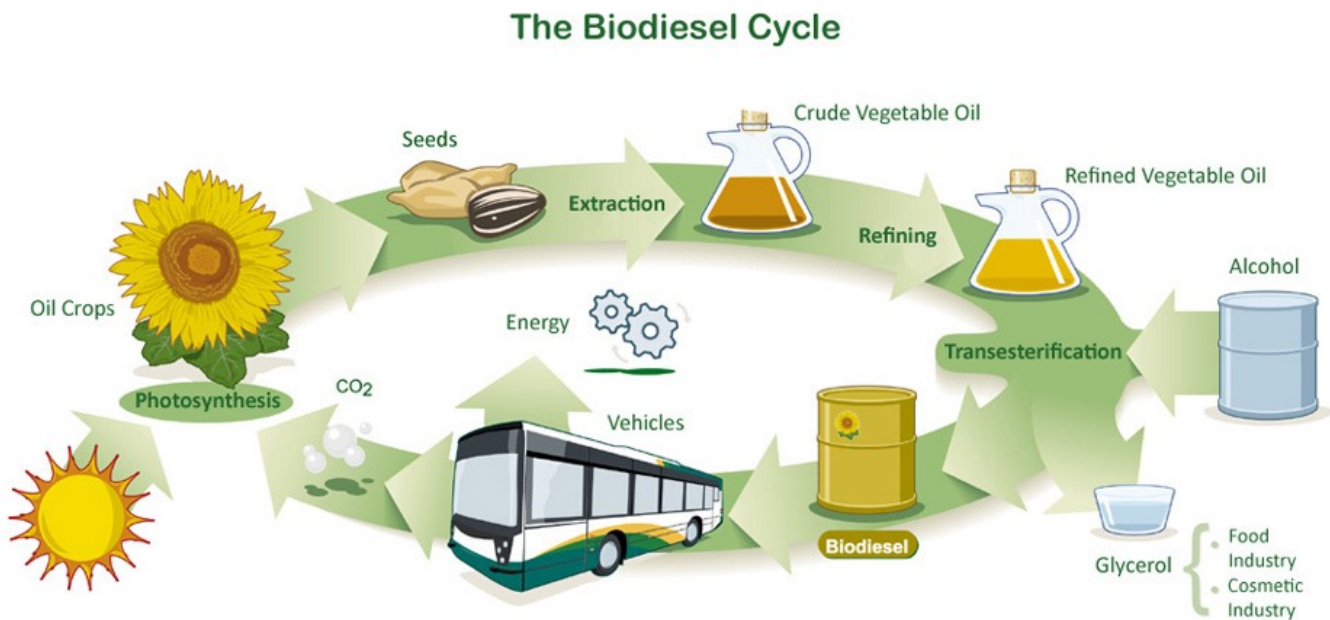 The Biodiesel Cycle
Seeds
Crude Vegetable Oil
Extraction
Refined Vegetable Oil
Refining
Alcohol
Oil Crops
Energy
Transesterification
Photosynthesis
CO2
Vehicles
Biodiesel
Glycerol
· Food
Industry
· Cosmetic
Industry